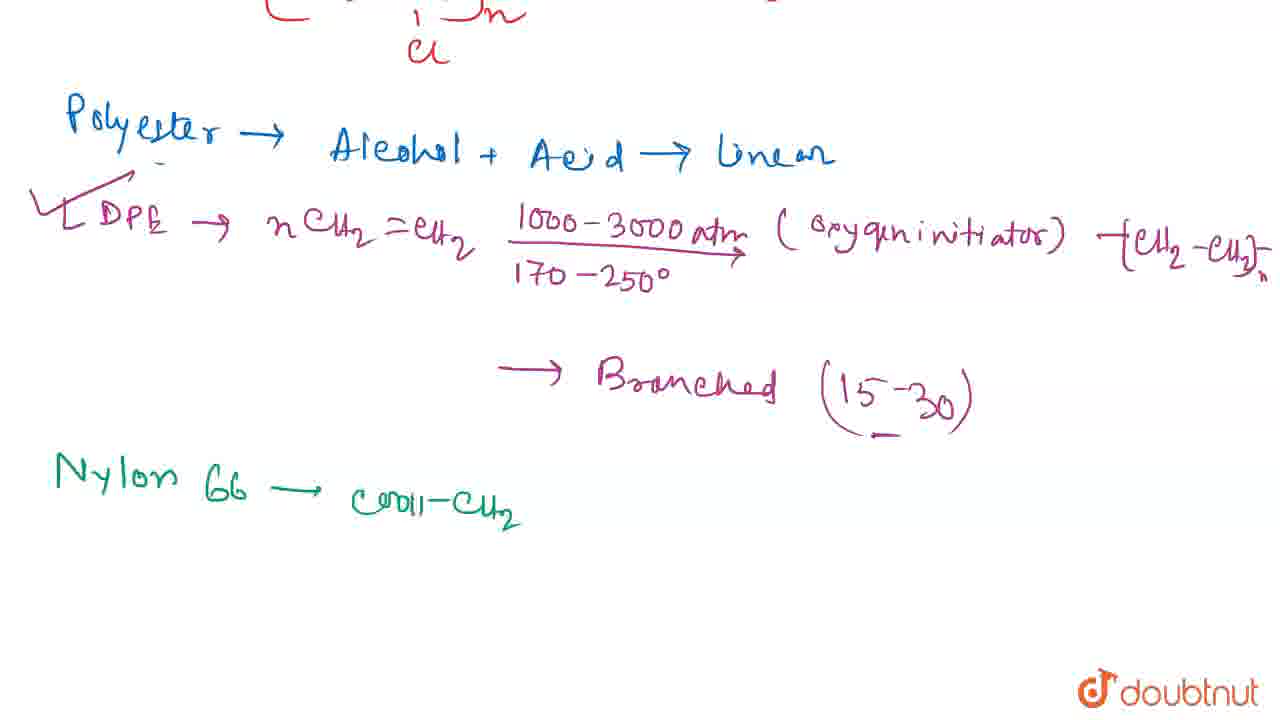 n
Cl
Polyester → Alcohol + Acid → Linear
LDPE → nCH₂=CH₂ 1000-3000 atm (oxygen initiator) -[CH₂-CH₂]-n
170-250°
→ Branched (15-30)
Nylon 66 → COOH-CH₂
doubtnut